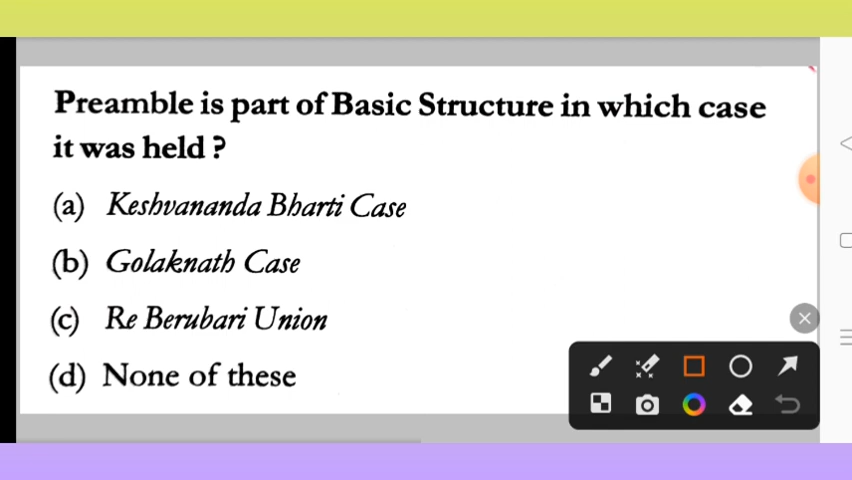 Preamble is part of Basic Structure in which case
it was held ?
(a) Keshvananda Bharti Case
(b) Golaknath Case
(c) Re Berubari Union
(d) None of these